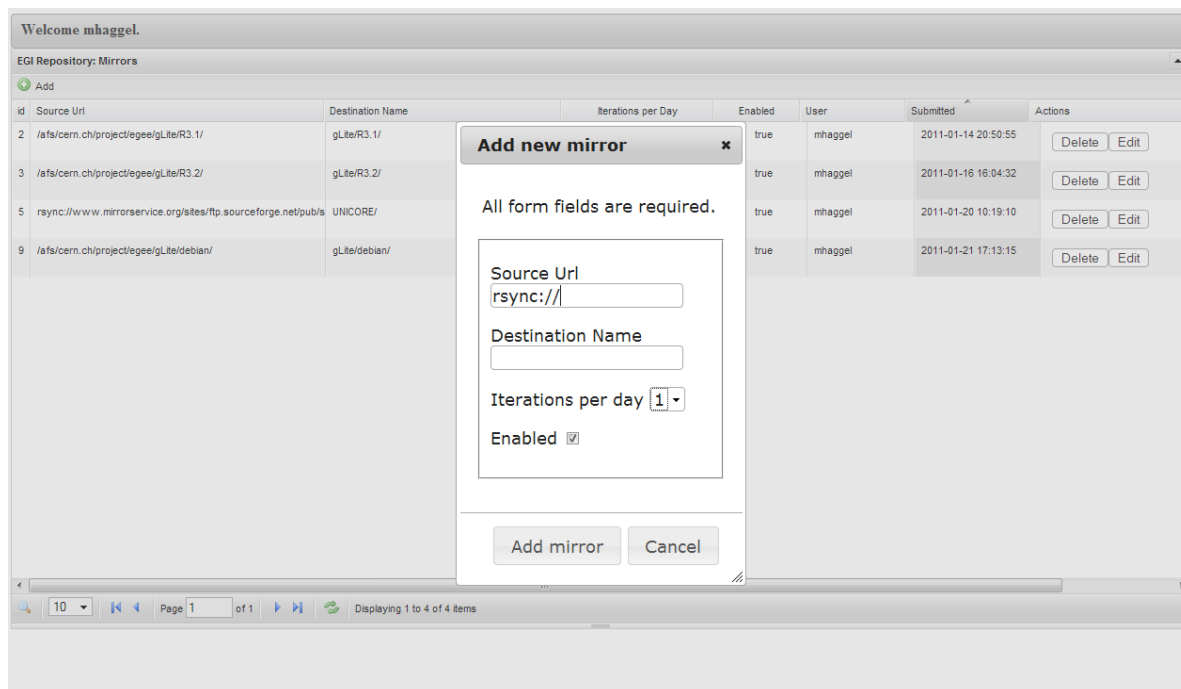 Welcome mhaggel.
EGI Repository: Mirrors
Add
id Source Url Destination Name Iterations per Day Enabled User Submitted Actions
2 /afs/cern.ch/project/egee/gLite/R3.1/ gLite/R3.1/ true mhaggel 2011-01-14 20:50:55 Delete Edit
3 /afs/cern.ch/project/egee/gLite/R3.2/ gLite/R3.2/ true mhaggel 2011-01-16 16:04:32 Delete Edit
5 rsync://www.mirrorservice.org/sites/ftp.sourceforge.net/pub/s UNICORE/ true mhaggel 2011-01-20 10:19:10 Delete Edit
9 /afs/cern.ch/project/egee/gLite/debian/ gLite/debian/ true mhaggel 2011-01-21 17:13:15 Delete Edit
Add new mirror
All form fields are required.
Source Url
rsync://
Destination Name
Iterations per day 1
Enabled
Add mirror Cancel
10 Page 1 of 1 Displaying 1 to 4 of 4 items